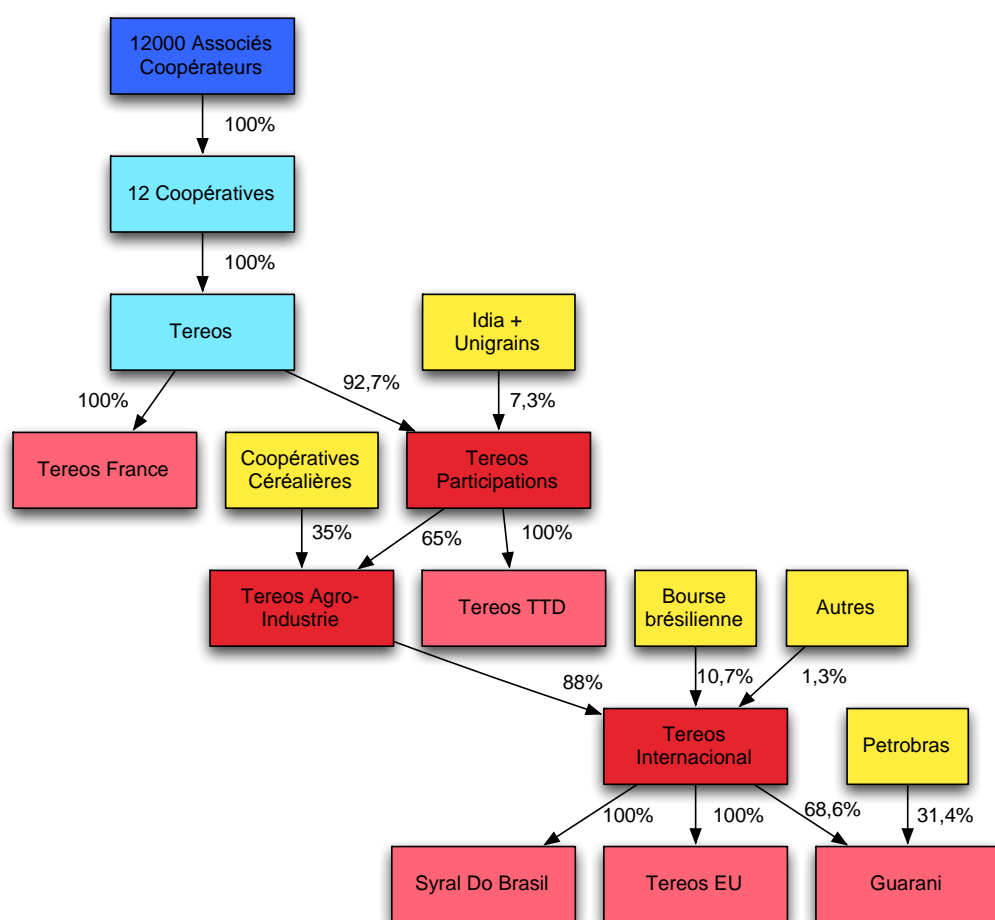 12000 Associés
Coopérateurs
100%
12 Coopératives
100%
Tereos
Idia +
Unigrains
100%
92,7%
7,3%
Tereos France
Coopératives
Céréalières
Tereos
Participations
35%
65%
100%
Tereos Agro-
Industrie
Tereos TTD
Bourse
brésilienne
Autres
88%
10,7%
1,3%
Tereos
Internacional
Petrobras
100%
100%
68,6%
31,4%
Syral Do Brasil
Tereos EU
Guarani